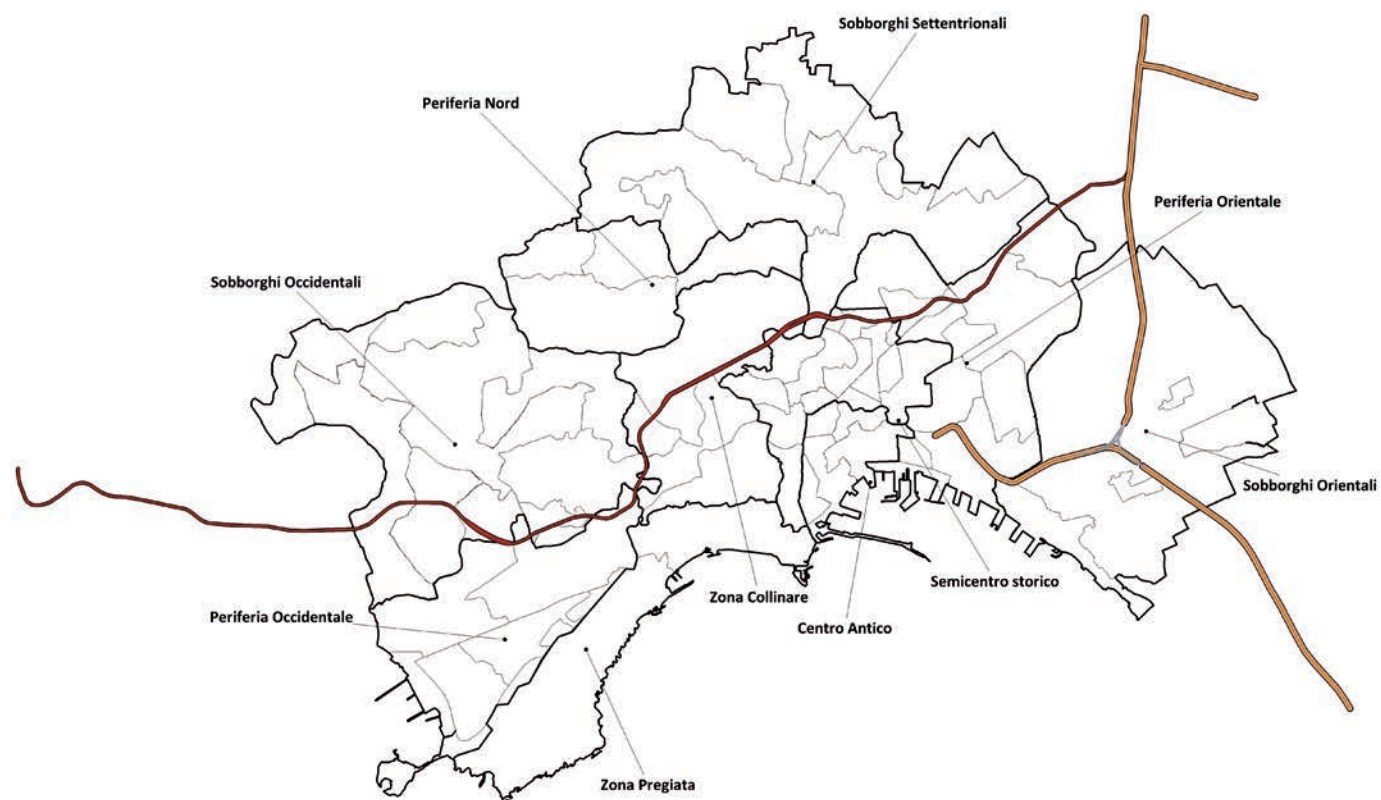 Sobborghi Settentrionali
Periferia Nord
Periferia Orientale
Sobborghi Occidentali
Sobborghi Orientali
Semicentro storico
Zona Collinare
Periferia Occidentale
Centro Antico
Zona Pregiata